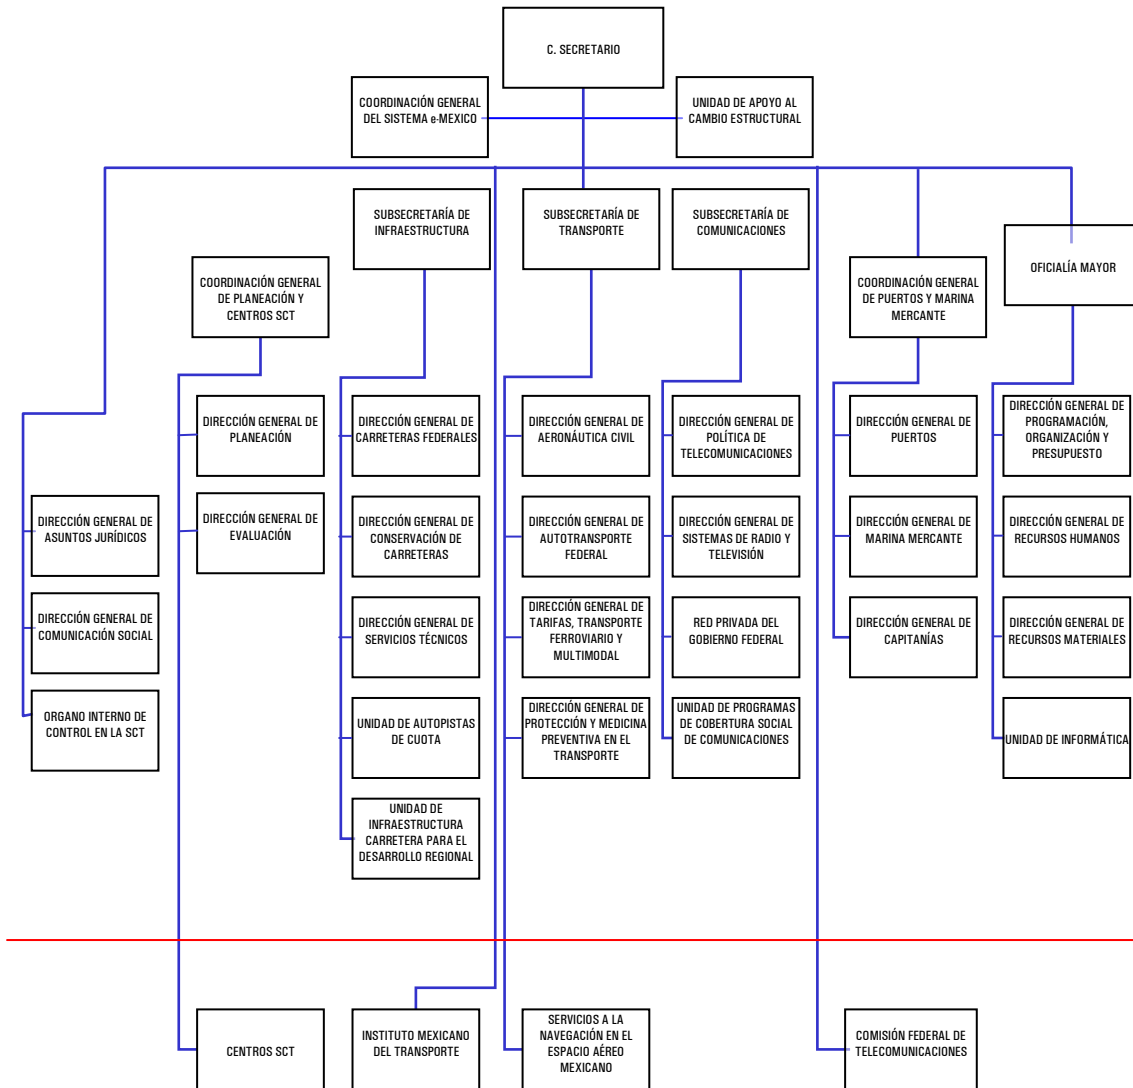 C. SECRETARIO
COORDINACIÓN GENERAL
DEL SISTEMA e-MEXICO
UNIDAD DE APOYO AL
CAMBIO ESTRUCTURAL
SUBSECRETARÍA DE
INFRAESTRUCTURA
SUBSECRETARÍA DE
TRANSPORTE
SUBSECRETARÍA DE
COMUNICACIONES
OFICIALÍA MAYOR
COORDINACIÓN GENERAL
DE PLANEACIÓN Y
CENTROS SCT
COORDINACIÓN GENERAL
DE PUERTOS Y MARINA
MERCANTE
DIRECCIÓN GENERAL DE
PLANEACIÓN
DIRECCIÓN GENERAL DE
CARRETERAS FEDERALES
DIRECCIÓN GENERAL DE
AERONÁUTICA CIVIL
DIRECCIÓN GENERAL DE
POLÍTICA DE
TELECOMUNICACIONES
DIRECCIÓN GENERAL DE
PUERTOS
DIRECCIÓN GENERAL DE
PROGRAMACIÓN,
ORGANIZACIÓN Y
PRESUPUESTO
DIRECCIÓN GENERAL DE
ASUNTOS JURÍDICOS
DIRECCIÓN GENERAL DE
EVALUACIÓN
DIRECCIÓN GENERAL DE
CONSERVACIÓN DE
CARRETERAS
DIRECCIÓN GENERAL DE
AUTOTRANSPORTE
FEDERAL
DIRECCIÓN GENERAL DE
SISTEMAS DE RADIO Y
TELEVISIÓN
DIRECCIÓN GENERAL DE
MARINA MERCANTE
DIRECCIÓN GENERAL DE
RECURSOS HUMANOS
DIRECCIÓN GENERAL DE
COMUNICACIÓN SOCIAL
DIRECCIÓN GENERAL DE
SERVICIOS TÉCNICOS
DIRECCIÓN GENERAL DE
TARIFAS, TRANSPORTE
FERROVIARIO Y
MULTIMODAL
RED PRIVADA DEL
GOBIERNO FEDERAL
DIRECCIÓN GENERAL DE
CAPITANÍAS
DIRECCIÓN GENERAL DE
RECURSOS MATERIALES
ORGANO INTERNO DE
CONTROL EN LA SCT
UNIDAD DE AUTOPISTAS
DE CUOTA
DIRECCIÓN GENERAL DE
PROTECCIÓN Y MEDICINA
PREVENTIVA EN EL
TRANSPORTE
UNIDAD DE PROGRAMAS
DE COBERTURA SOCIAL
DE COMUNICACIONES
UNIDAD DE INFORMÁTICA
UNIDAD DE
INFRAESTRUCTURA
CARRETERA PARA EL
DESARROLLO REGIONAL
CENTROS SCT
INSTITUTO MEXICANO
DEL TRANSPORTE
SERVICIOS A LA
NAVEGACIÓN EN EL
ESPACIO AÉREO
MEXICANO
COMISIÓN FEDERAL DE
TELECOMUNICACIONES